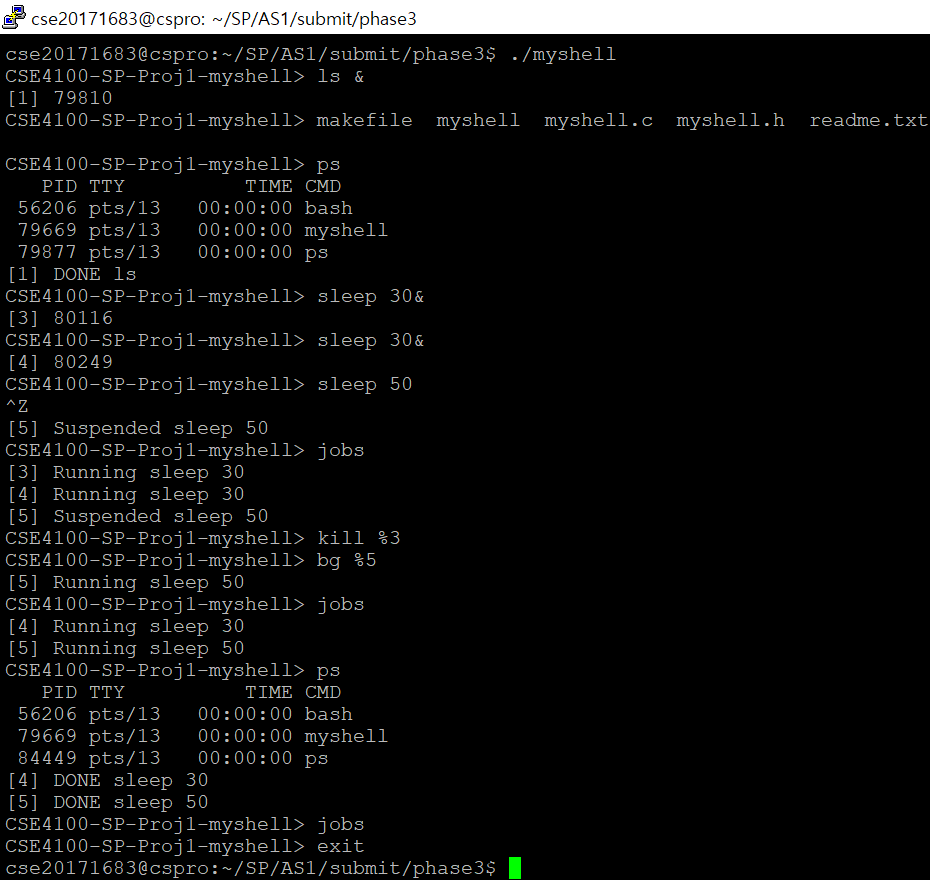 cse20171683@cspro: ~/SP/AS1/submit/phase3
cse20171683@cspro:~/SP/AS1/submit/phase3$ ./myshell
CSE4100-SP-Proj1-myshell> ls &
[1] 79810
CSE4100-SP-Proj1-myshell> makefile  myshell  myshell.c  myshell.h  readme.txt
CSE4100-SP-Proj1-myshell> ps
   PID TTY          TIME CMD
 56206 pts/13   00:00:00 bash
 79669 pts/13   00:00:00 myshell
 79877 pts/13   00:00:00 ps
[1] DONE ls
CSE4100-SP-Proj1-myshell> sleep 30&
[3] 80116
CSE4100-SP-Proj1-myshell> sleep 30&
[4] 80249
CSE4100-SP-Proj1-myshell> sleep 50
^Z
[5] Suspended sleep 50
CSE4100-SP-Proj1-myshell> jobs
[3] Running sleep 30
[4] Running sleep 30
[5] Suspended sleep 50
CSE4100-SP-Proj1-myshell> kill %3
CSE4100-SP-Proj1-myshell> bg %5
[5] Running sleep 50
CSE4100-SP-Proj1-myshell> jobs
[4] Running sleep 30
[5] Running sleep 50
CSE4100-SP-Proj1-myshell> ps
   PID TTY          TIME CMD
 56206 pts/13   00:00:00 bash
 79669 pts/13   00:00:00 myshell
 84449 pts/13   00:00:00 ps
[4] DONE sleep 30
[5] DONE sleep 50
CSE4100-SP-Proj1-myshell> jobs
CSE4100-SP-Proj1-myshell> exit
cse20171683@cspro:~/SP/AS1/submit/phase3$